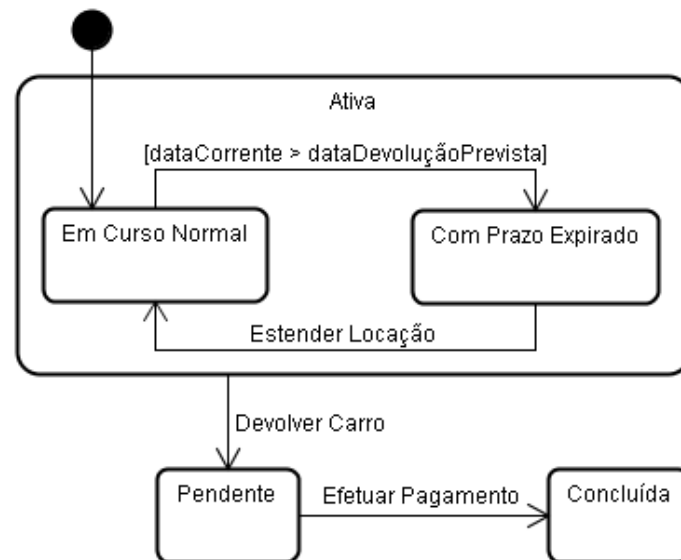 Ativa
[dataCorrente > dataDevoluçãoPrevista]
Em Curso Normal
Com Prazo Expirado
Estender Locação
Devolver Carro
Pendente
Efetuar Pagamento
Concluída